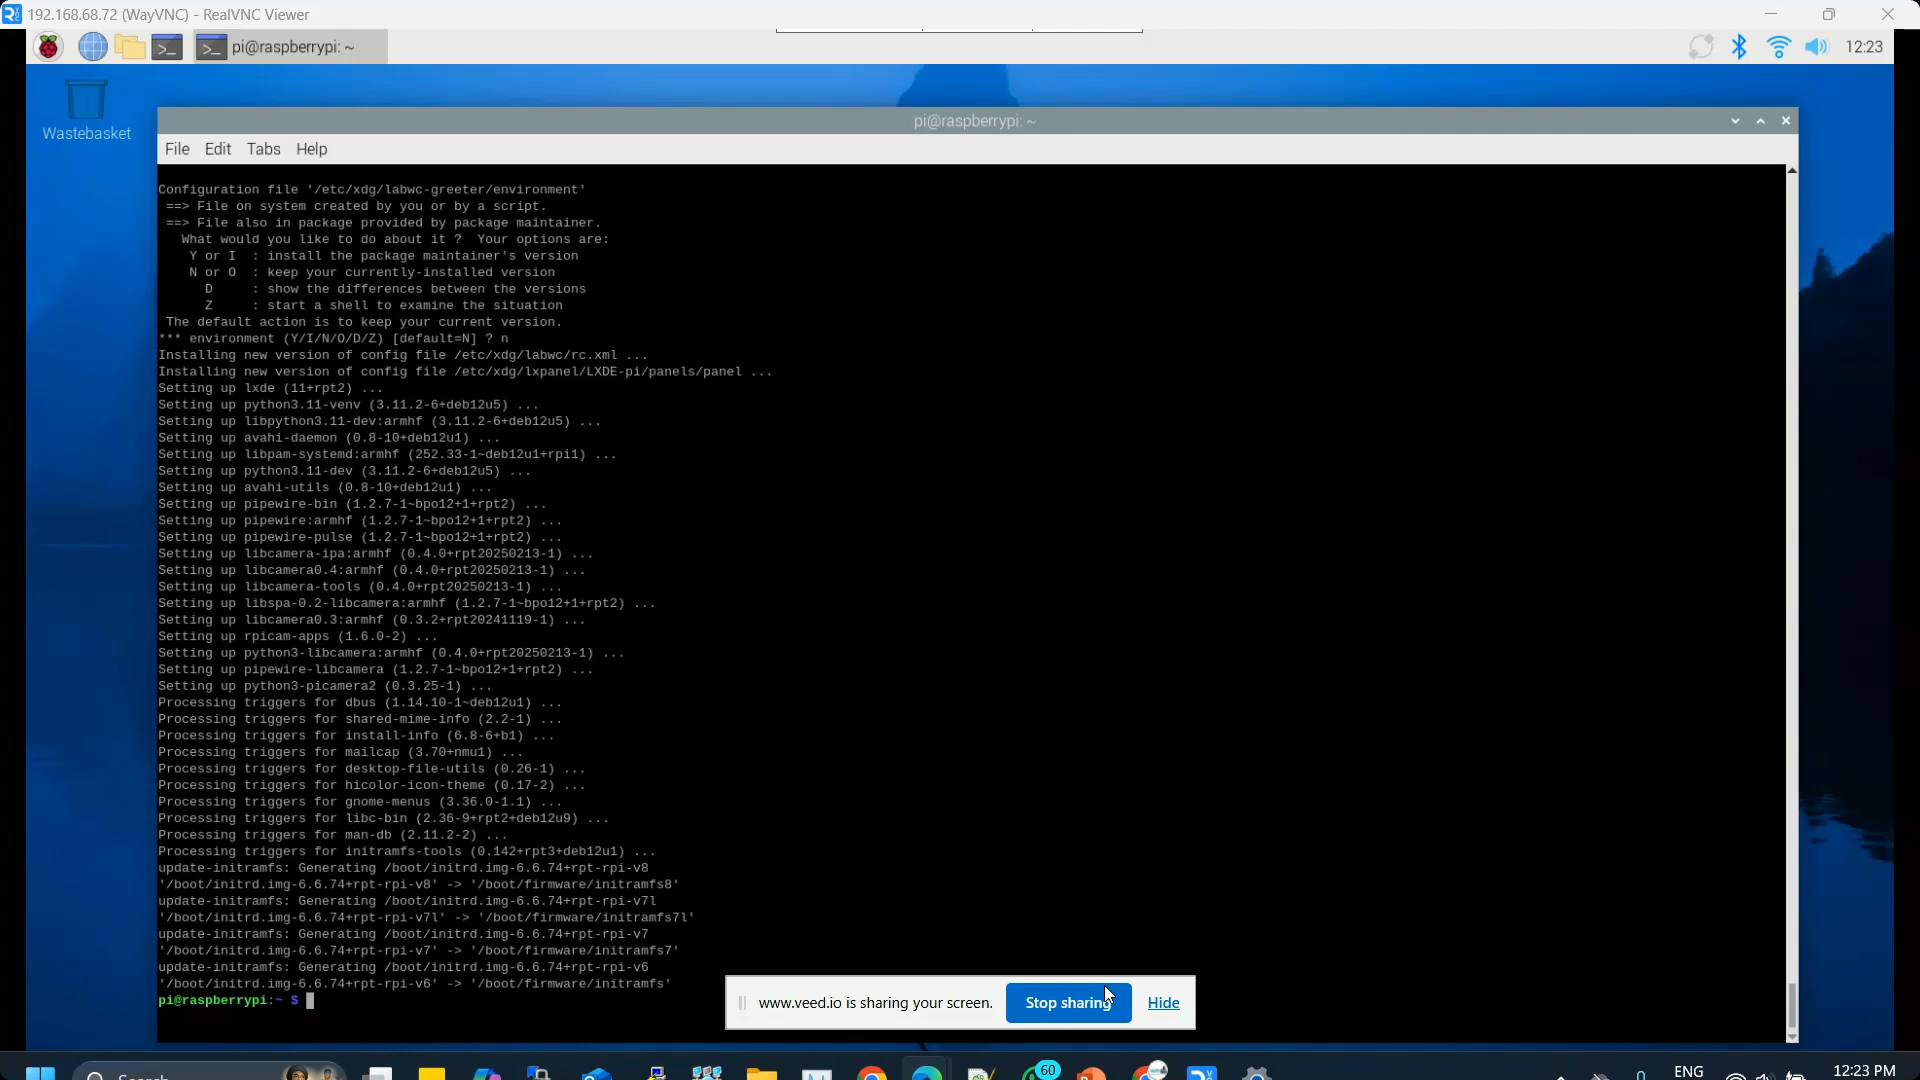 192.168.68.72 (WayVNC) - RealVNC Viewer
pi@raspberrypi: ~
12:23
Wastebasket
pi@raspberrypi: ~
File Edit Tabs Help
Configuration file '/etc/xdg/labwc-greeter/environment'
==> File on system created by you or by a script.
==> File also in package provided by package maintainer.
What would you like to do about it ? Your options are:
Y or I : install the package maintainer's version
N or O : keep your currently-installed version
D : show the differences between the versions
Z : start a shell to examine the situation
The default action is to keep your current version.
*** environment (Y/I/N/O/D/Z) [default=N] ? n
Installing new version of config file /etc/xdg/labwc/rc.xml ...
Installing new version of config file /etc/xdg/lxpanel/LXDE-pi/panels/panel ...
Setting up lxde (11+rpt2) ...
Setting up python3.11-venv (3.11.2-6+deb12u5) ...
Setting up libpython3.11-dev:armhf (3.11.2-6+deb12u5) ...
Setting up avahi-daemon (0.8-10+deb12u1) ...
Setting up libpam-systemd:armhf (252.33-1~deb12u1+rpi1) ...
Setting up python3.11-dev (3.11.2-6+deb12u5) ...
Setting up avahi-utils (0.8-10+deb12u1) ...
Setting up pipewire-bin (1.2.7-1~bpo12+1+rpt2) ...
Setting up pipewire:armhf (1.2.7-1~bpo12+1+rpt2) ...
Setting up pipewire-pulse (1.2.7-1~bpo12+1+rpt2) ...
Setting up libcamera-ipa:armhf (0.4.0+rpt20250213-1) ...
Setting up libcamera0.4:armhf (0.4.0+rpt20250213-1) ...
Setting up libcamera-tools (0.4.0+rpt20250213-1) ...
Setting up libspa-0.2-libcamera:armhf (1.2.7-1~bpo12+1+rpt2) ...
Setting up libcamera0.3:armhf (0.3.2+rpt20241119-1) ...
Setting up rpicam-apps (1.6.0-2) ...
Setting up python3-libcamera:armhf (0.4.0+rpt20250213-1) ...
Setting up pipewire-libcamera (1.2.7-1~bpo12+1+rpt2) ...
Setting up python3-picamera2 (0.3.25-1) ...
Processing triggers for dbus (1.14.10-1~deb12u1) ...
Processing triggers for shared-mime-info (2.2-1) ...
Processing triggers for install-info (6.8-6+b1) ...
Processing triggers for mailcap (3.70+nmu1) ...
Processing triggers for desktop-file-utils (0.26-1) ...
Processing triggers for hicolor-icon-theme (0.17-2) ...
Processing triggers for gnome-menus (3.36.0-1.1) ...
Processing triggers for libc-bin (2.36-9+rpt2+deb12u9) ...
Processing triggers for man-db (2.11.2-2) ...
Processing triggers for initramfs-tools (0.142+rpt3+deb12u1) ...
update-initramfs: Generating /boot/initrd.img-6.6.74+rpt-rpi-v8
'/boot/initrd.img-6.6.74+rpt-rpi-v8' -> '/boot/firmware/initramfs8'
update-initramfs: Generating /boot/initrd.img-6.6.74+rpt-rpi-v7l
'/boot/initrd.img-6.6.74+rpt-rpi-v7l' -> '/boot/firmware/initramfs7l'
update-initramfs: Generating /boot/initrd.img-6.6.74+rpt-rpi-v7
'/boot/initrd.img-6.6.74+rpt-rpi-v7' -> '/boot/firmware/initramfs7'
update-initramfs: Generating /boot/initrd.img-6.6.74+rpt-rpi-v6
'/boot/initrd.img-6.6.74+rpt-rpi-v6' -> '/boot/firmware/initramfs'
pi@raspberrypi:~ $
www.veed.io is sharing your screen. Stop sharing Hide
Search
60
ENG
12:23 PM